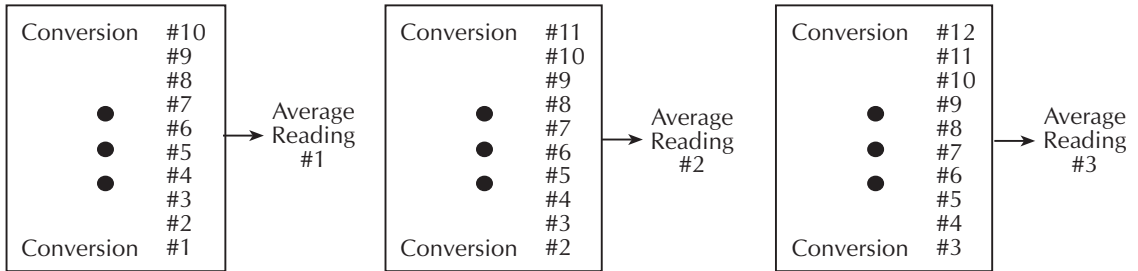 Conversion #10
#9
#8
#7
#6
#5
#4
#3
#2
Conversion #1
Average
Reading
#1
Conversion #11
#10
#9
#8
#7
#6
#5
#4
#3
Conversion #2
Average
Reading
#2
Conversion #12
#11
#10
#9
#8
#7
#6
#5
#4
Conversion #3
Average
Reading
#3